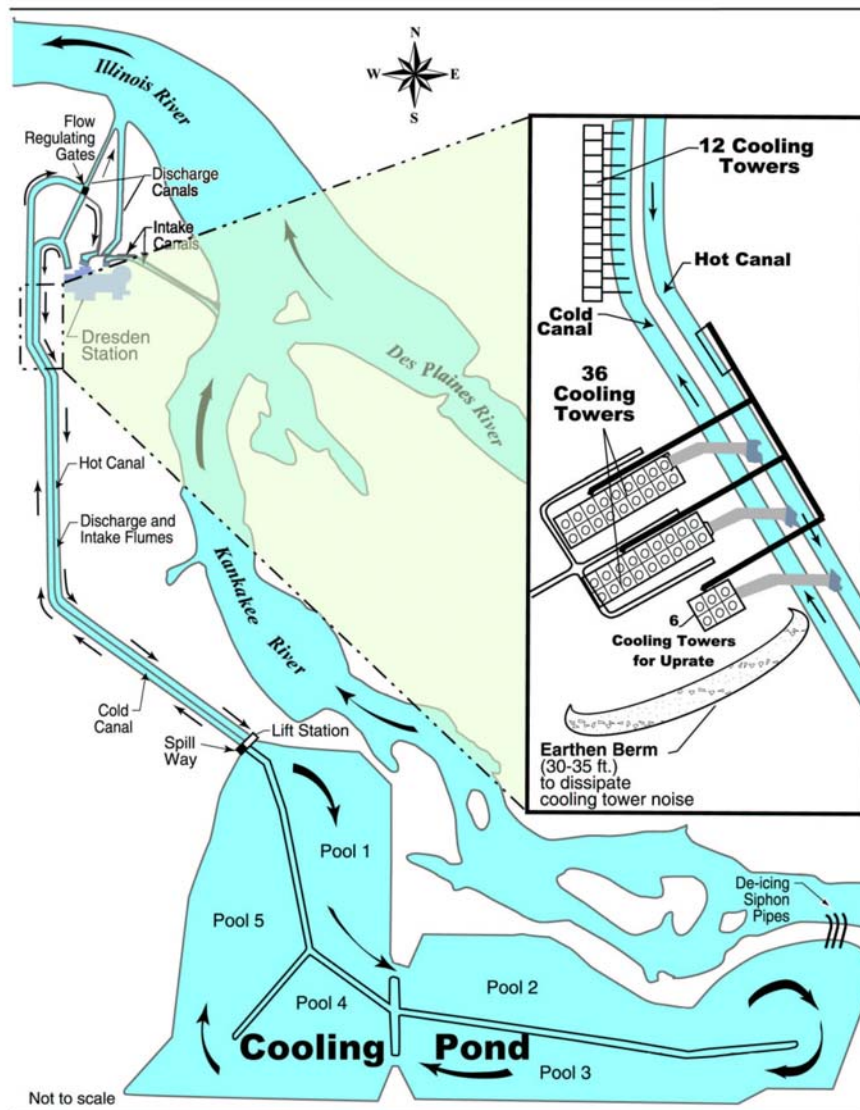 N
W E
S
Illinois River
Flow
Regulating
Gates
Discharge
Canals
Intake
Canals
Dresden
Station
Des Plaines River
Hot Canal
Discharge and
Intake Flumes
Kankakee
River
Cold
Canal
Lift Station
Spill
Way
Pool 1
Pool 5
Pool 4
Pool 2
Pool 3
Cooling Pond
De-icing
Siphon
Pipes
Not to scale
12 Cooling
Towers
Hot Canal
Cold
Canal
36
Cooling
Towers
6
Cooling Towers
for Uprate
Earthen Berm
(30-35 ft.)
to dissipate
cooling tower noise